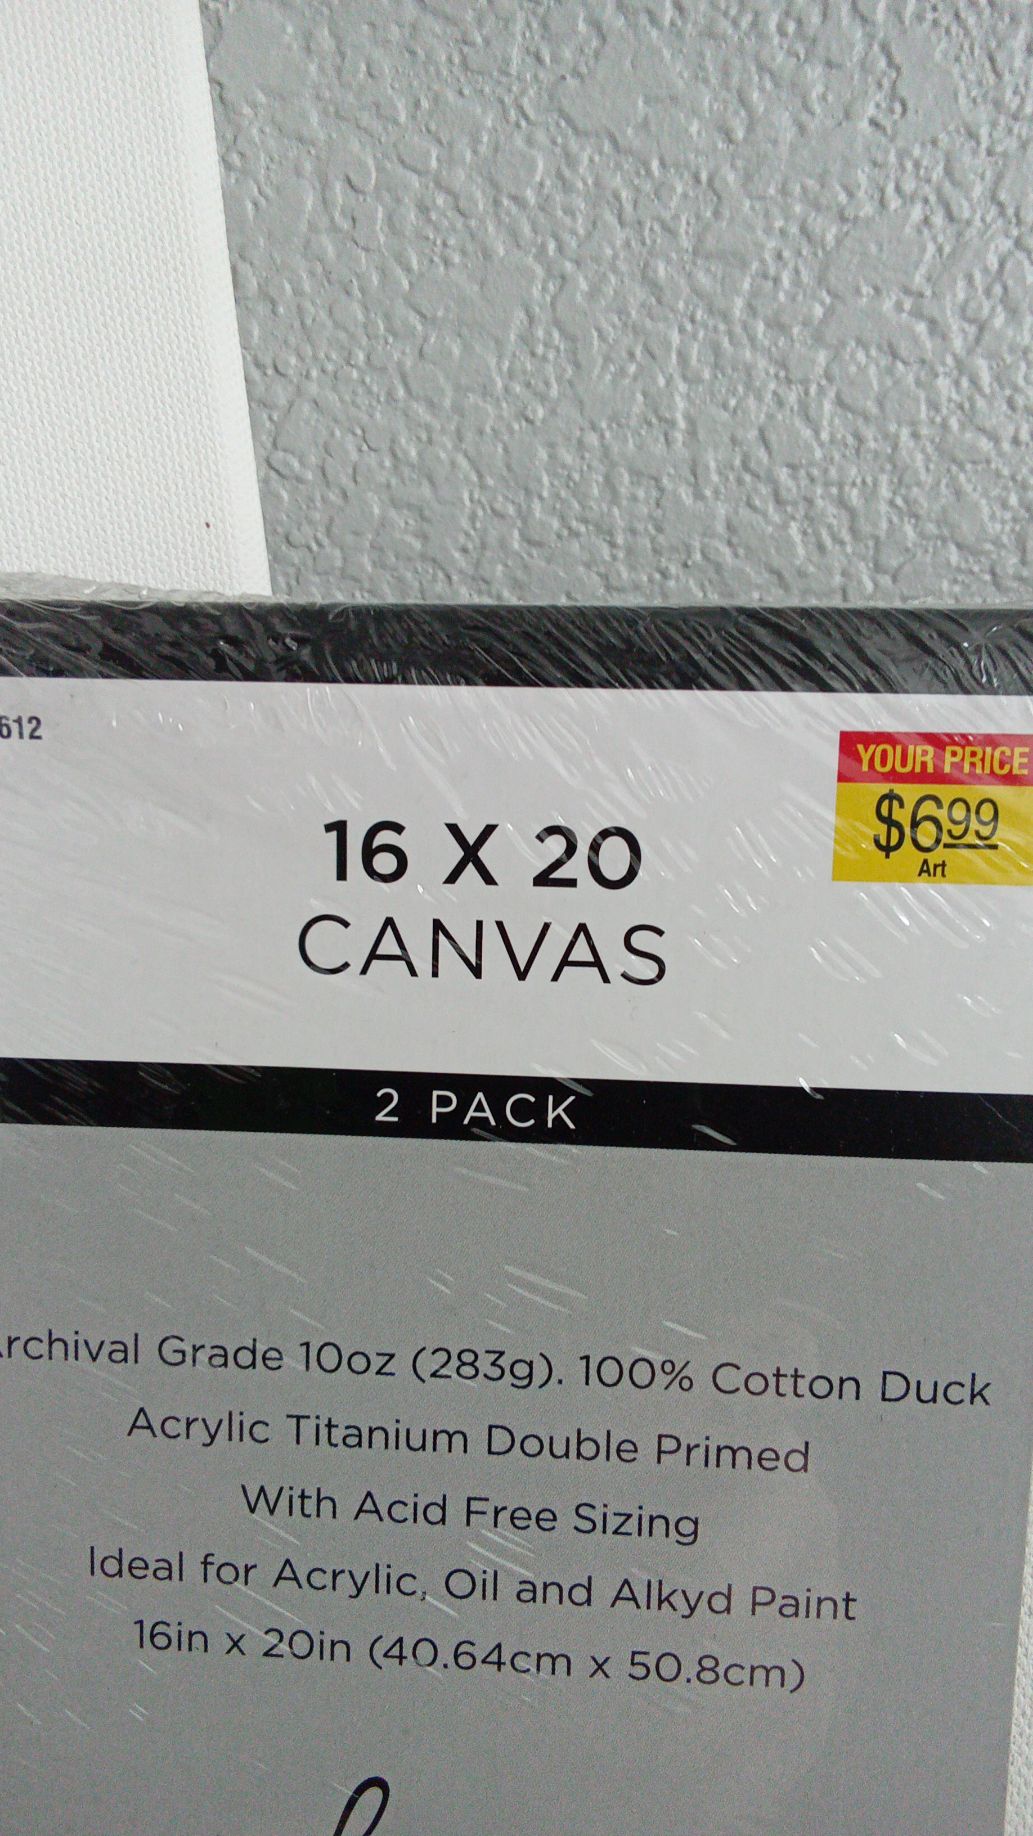 612
YOUR PRICE
$6.99
Art
16 X 20
CANVAS
2 PACK
rchival Grade 10oz (283g). 100% Cotton Duck
Acrylic Titanium Double Primed
With Acid Free Sizing
Ideal for Acrylic, Oil and Alkyd Paint
16in x 20in (40.64cm x 50.8cm)